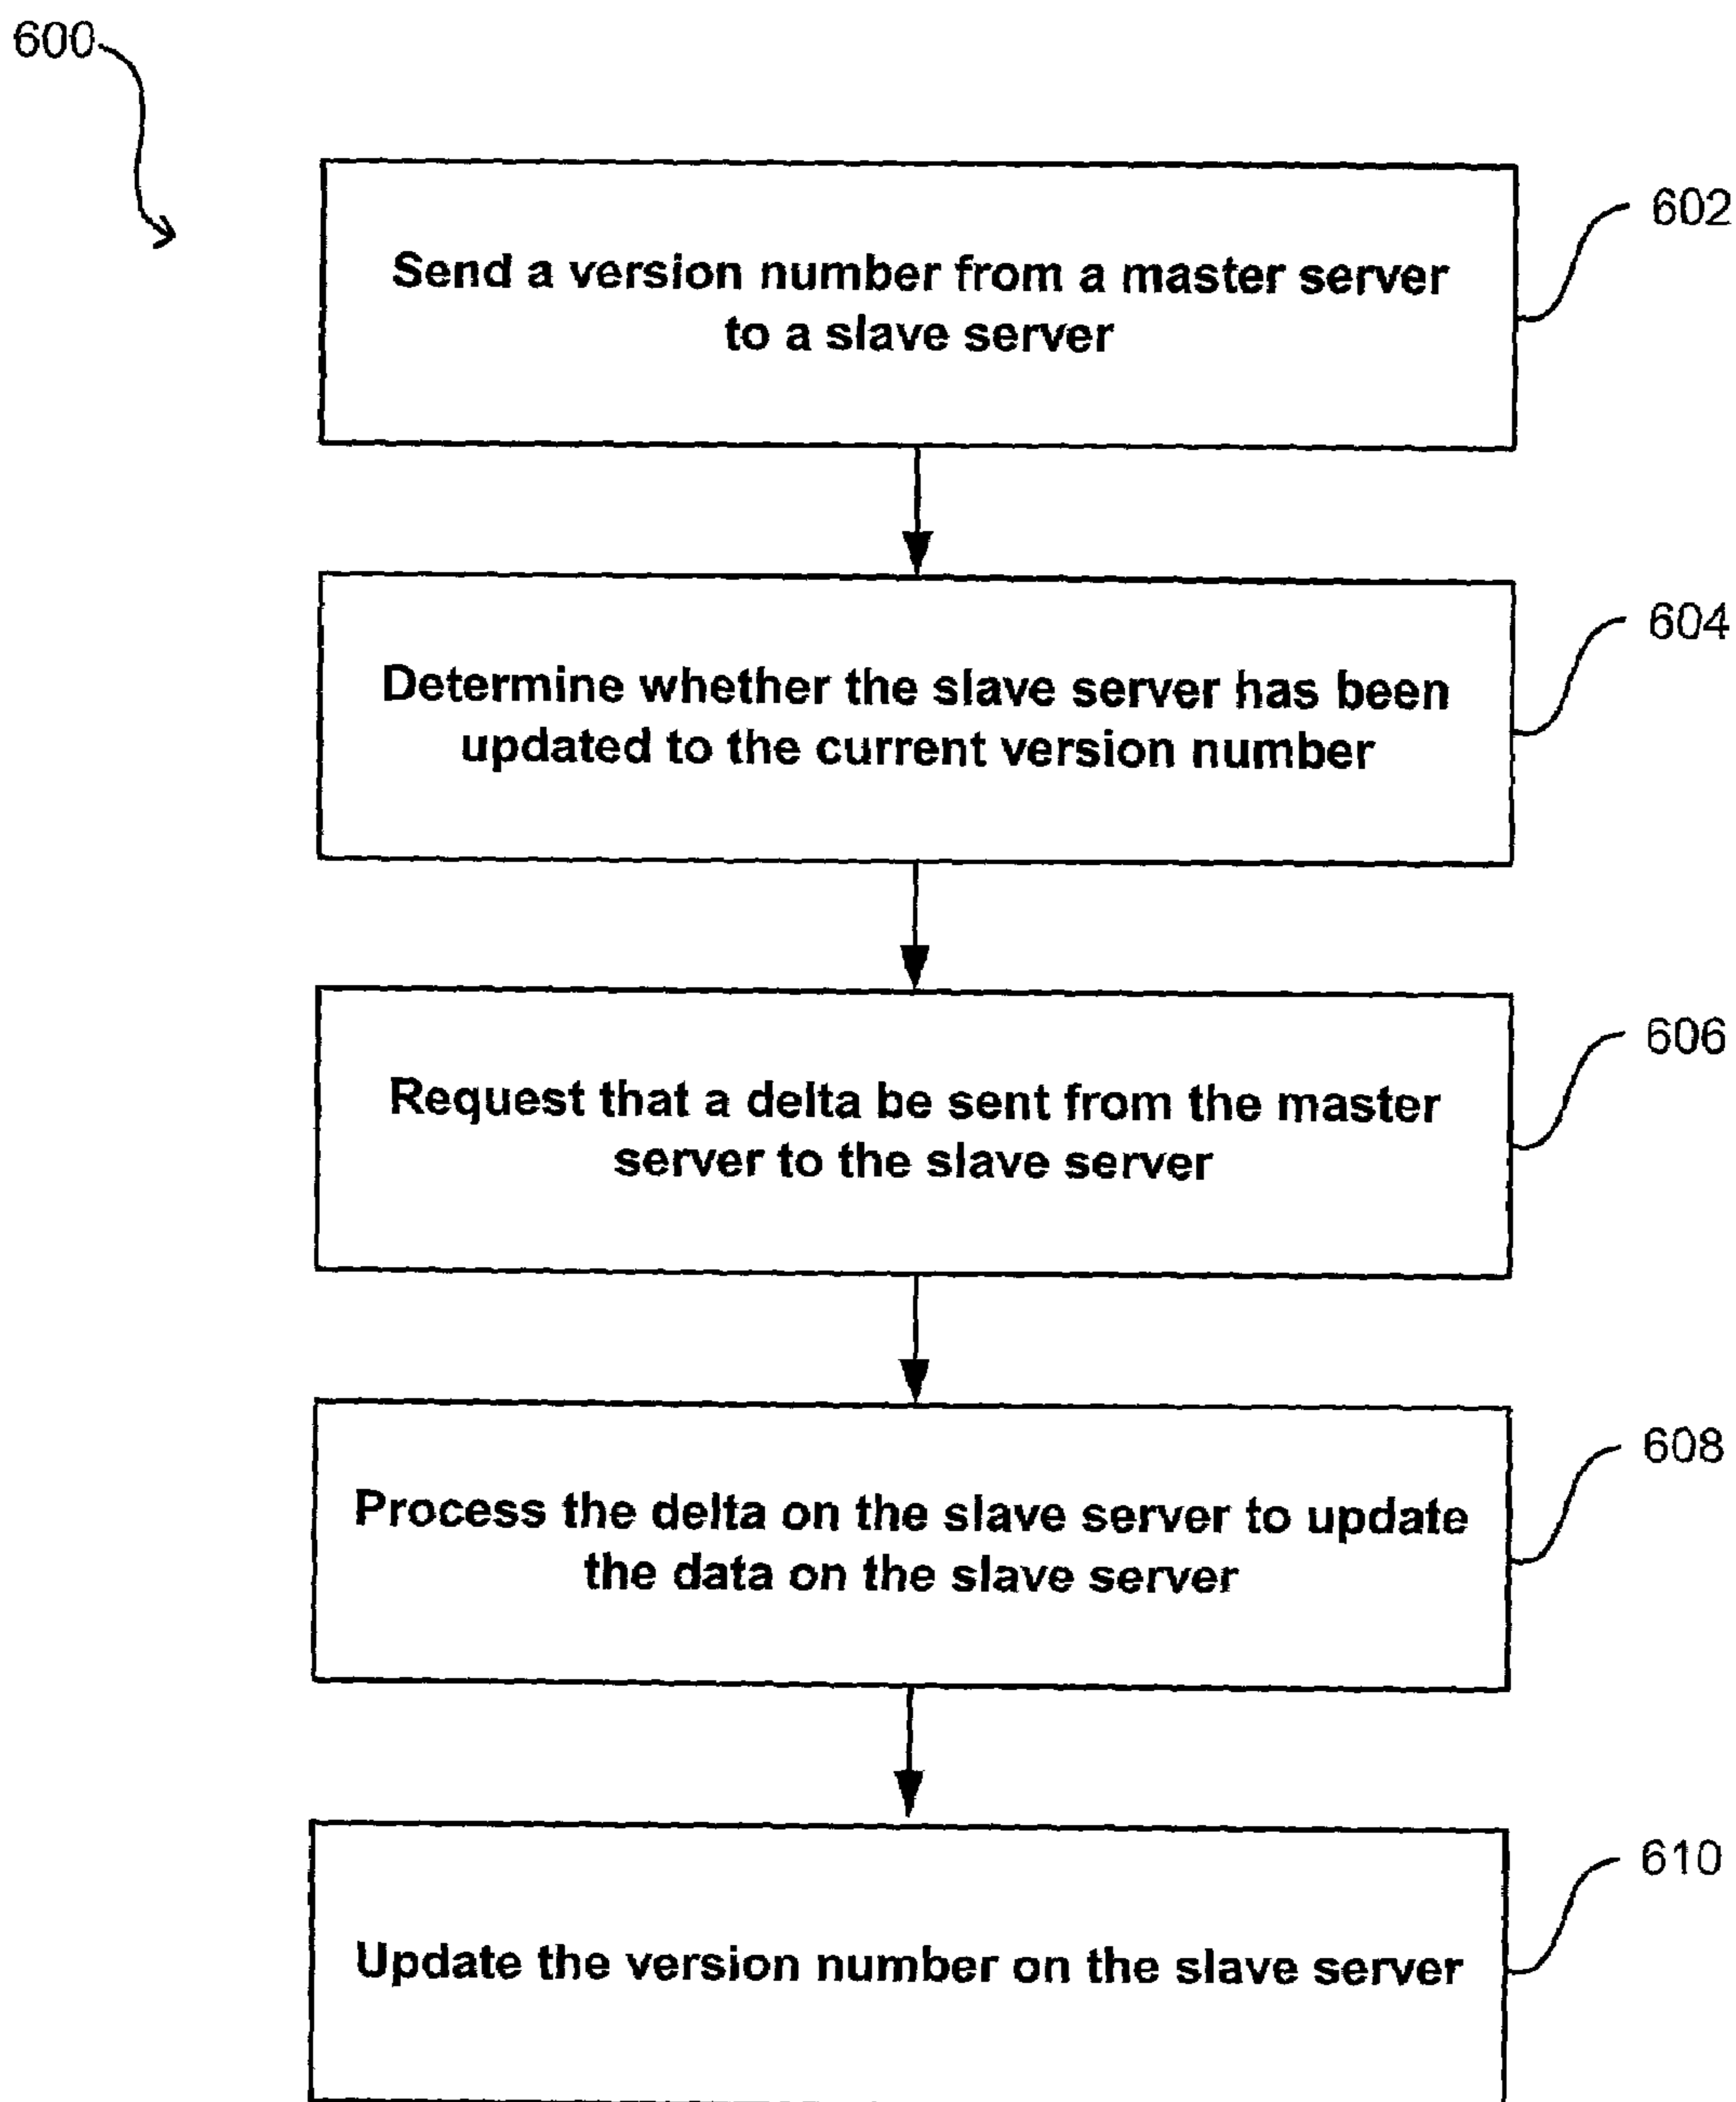 600
602
Send a version number from a master server
to a slave server
604
Determine whether the slave server has been
updated to the current version number
606
Request that a delta be sent from the master
server to the slave server
608
Process the delta on the slave server to update
the data on the slave server
610
Update the version number on the slave server